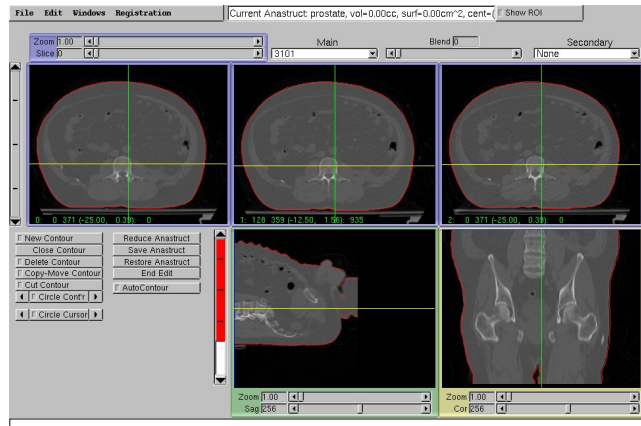 File Edit Windows Registration
Current Anastruct: prostate, vol=0.00cc, surf=0.00cm^2, cent=(
Show ROI
Zoom 1.00
Slice 0
Main
3101
Blend 0
Secondary
None
0: 0 371 (-25.00, 0.39): 0
1: 128 359 (-12.50, 1.56): 935
2: 0 371 (-25.00, 0.39): 0
New Contour
Close Contour
Delete Contour
Copy-Move Contour
Cut Contour
Circle Cont'r
Circle Cursor
Reduce Anastruct
Save Anastruct
Restore Anastruct
End Edit
AutoContour
Zoom 1.00
Sag 256
Zoom 1.00
Cor 256